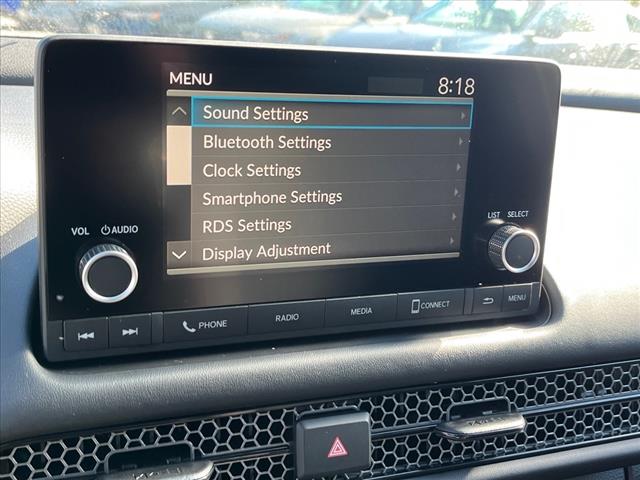 MENU 8:18
Sound Settings
Bluetooth Settings
Clock Settings
Smartphone Settings
RDS Settings
Display Adjustment
VOL AUDIO
LIST SELECT
PHONE RADIO MEDIA CONNECT MENU